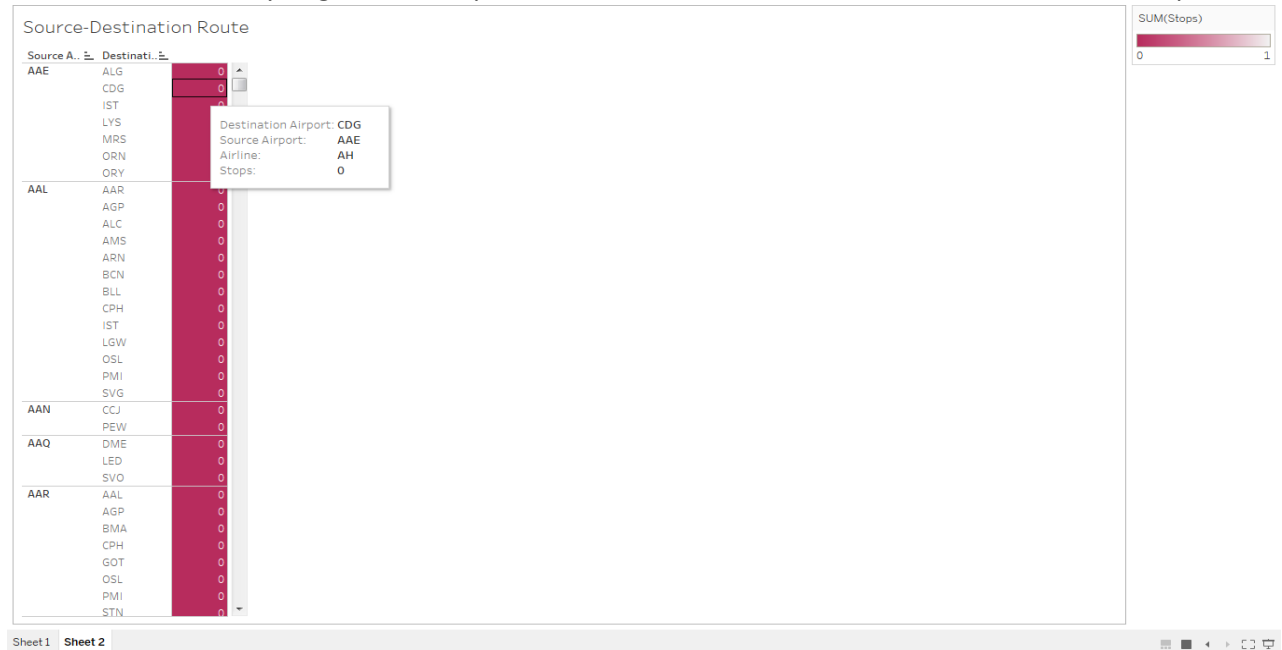 Source-Destination Route
SUM(Stops)
0 1
Source A.. Destinati..
AAE ALG 0
CDG 0
IST 0
LYS
MRS
ORN
ORY
Destination Airport: CDG
Source Airport: AAE
Airline: AH
Stops: 0
AAL AAR 0
AGP 0
ALC 0
AMS 0
ARN 0
BCN 0
BLL 0
CPH 0
IST 0
LGW 0
OSL 0
PMI 0
SVG 0
AAN CCJ 0
PEW 0
AAQ DME 0
LED 0
SVO 0
AAR AAL 0
AGP 0
BMA 0
CPH 0
GOT 0
OSL 0
PMI 0
STN 0
Sheet 1 Sheet 2